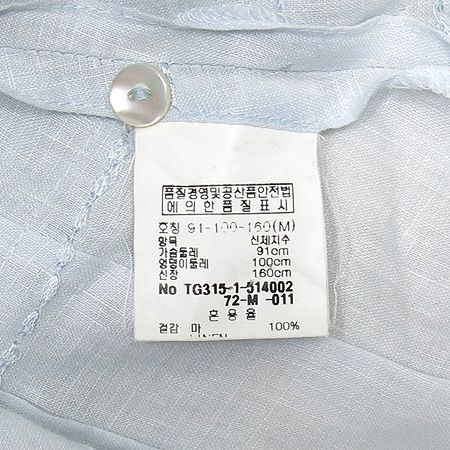 품질경영및공산품안전법
에 의한 품질표시
호칭 91-100-160(M)
항목 신체치수
가슴둘레 91cm
엉덩이둘레 100cm
신장 160cm
No TG315-1-514002
72-M -011
혼용율
겉감 마 100%
LINEN